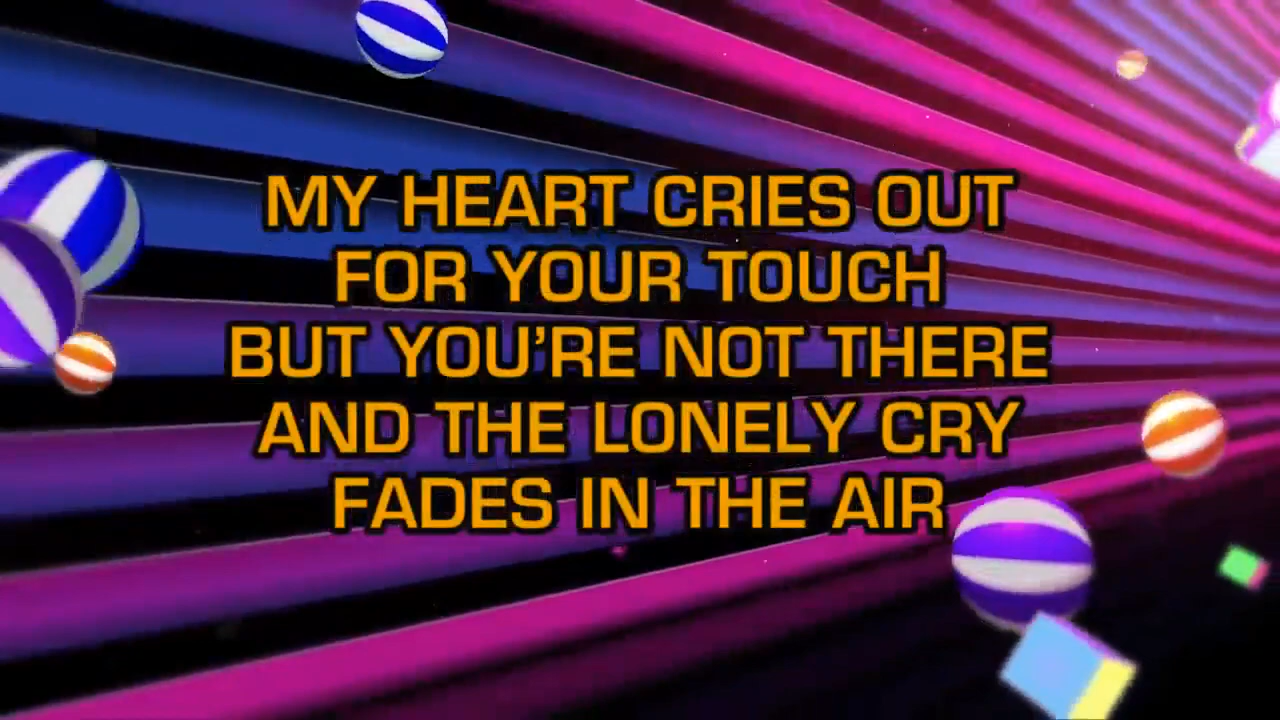 MY HEART CRIES OUT
FOR YOUR TOUCH
BUT YOU’RE NOT THERE
AND THE LONELY CRY
FADES IN THE AIR